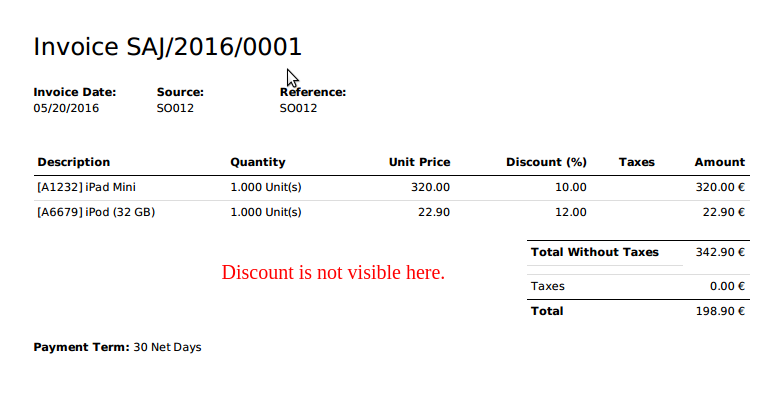 Invoice SAJ/2016/0001
Invoice Date: Source: Reference:
05/20/2016 SO012 SO012
Description Quantity Unit Price Discount (%) Taxes Amount
[A1232] iPad Mini 1.000 Unit(s) 320.00 10.00 320.00 €
[A6679] iPod (32 GB) 1.000 Unit(s) 22.90 12.00 22.90 €
Total Without Taxes 342.90 €
Discount is not visible here.
Taxes 0.00 €
Total 198.90 €
Payment Term: 30 Net Days